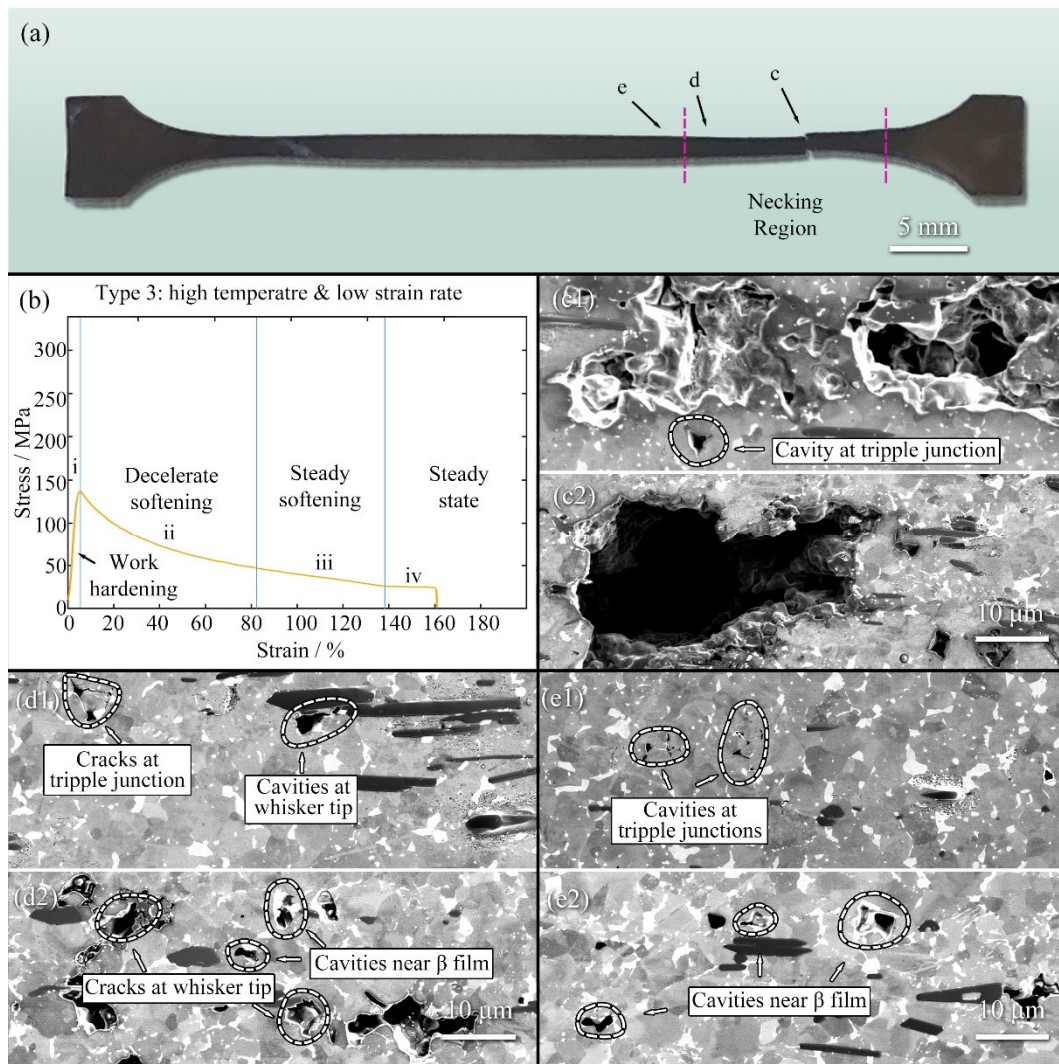 (a)
e
d
c
Necking
Region
5 mm
(b)
Type 3: high temperatre & low strain rate
Stress / MPa
300
250
200
150
100
50
0
i
Decelerate
softening
ii
Work
hardening
Steady
softening
iii
Steady
state
iv
0
20
40
60
80
100
120
140
160
180
Strain / %
(c1)
Cavity at tripple junction
(c2)
10 μm
(d1)
Cracks at
tripple junction
Cavities at
whisker tip
(d2)
Cavities near β film
Cracks at whisker tip
10 μm
(e1)
Cavities at
tripple junctions
(e2)
Cavities near β film
10 μm